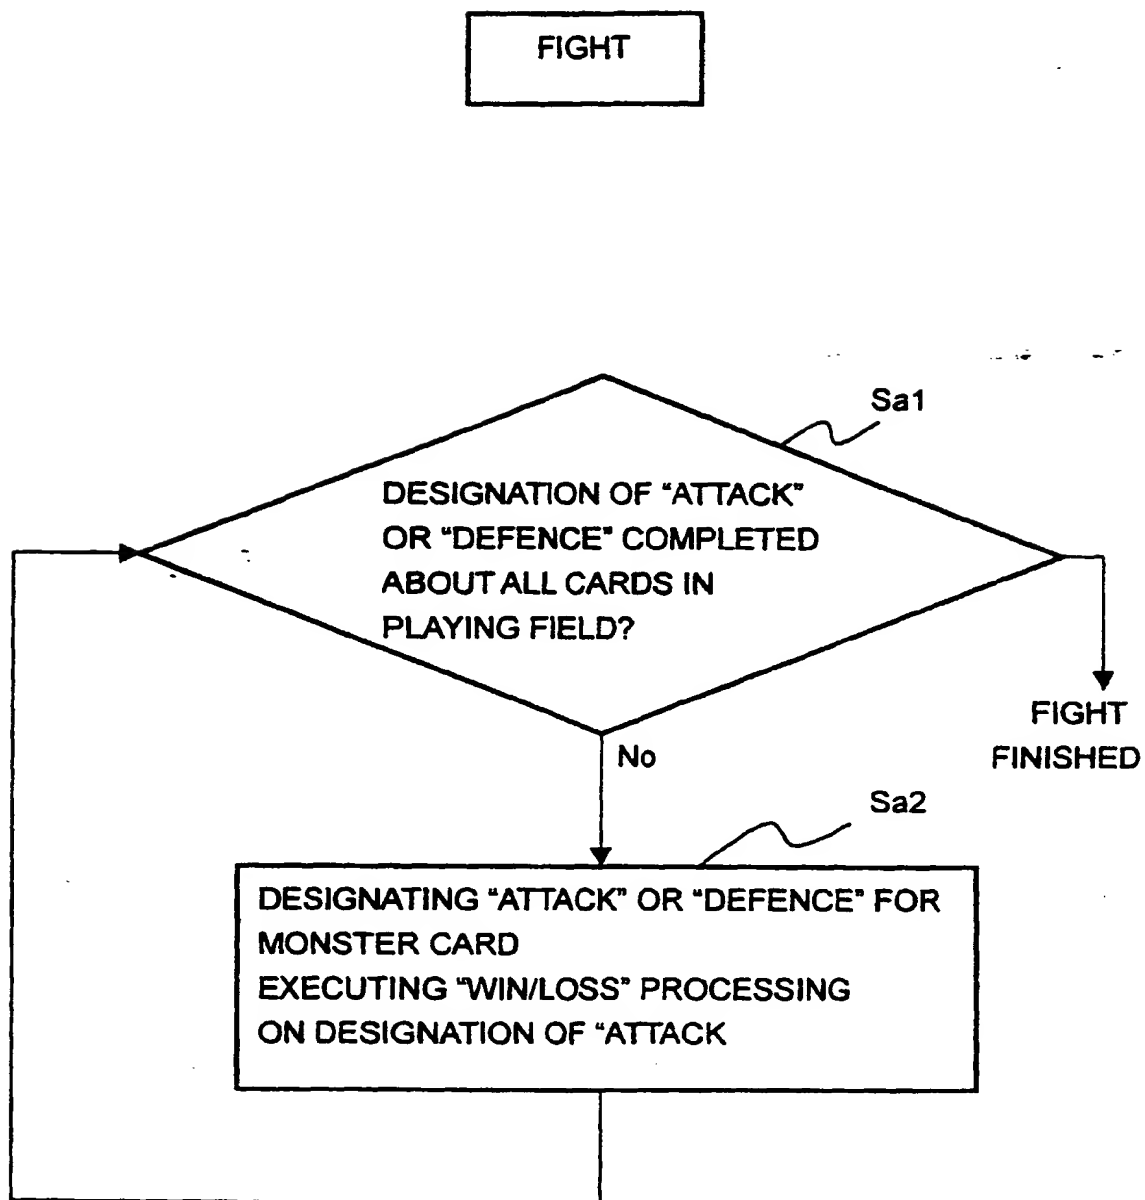 FIGHT
Sa1
DESIGNATION OF "ATTACK"
OR "DEFENCE" COMPLETED
ABOUT ALL CARDS IN
PLAYING FIELD?
FIGHT
FINISHED
No
Sa2
DESIGNATING "ATTACK" OR "DEFENCE" FOR
MONSTER CARD
EXECUTING "WIN/LOSS" PROCESSING
ON DESIGNATION OF "ATTACK